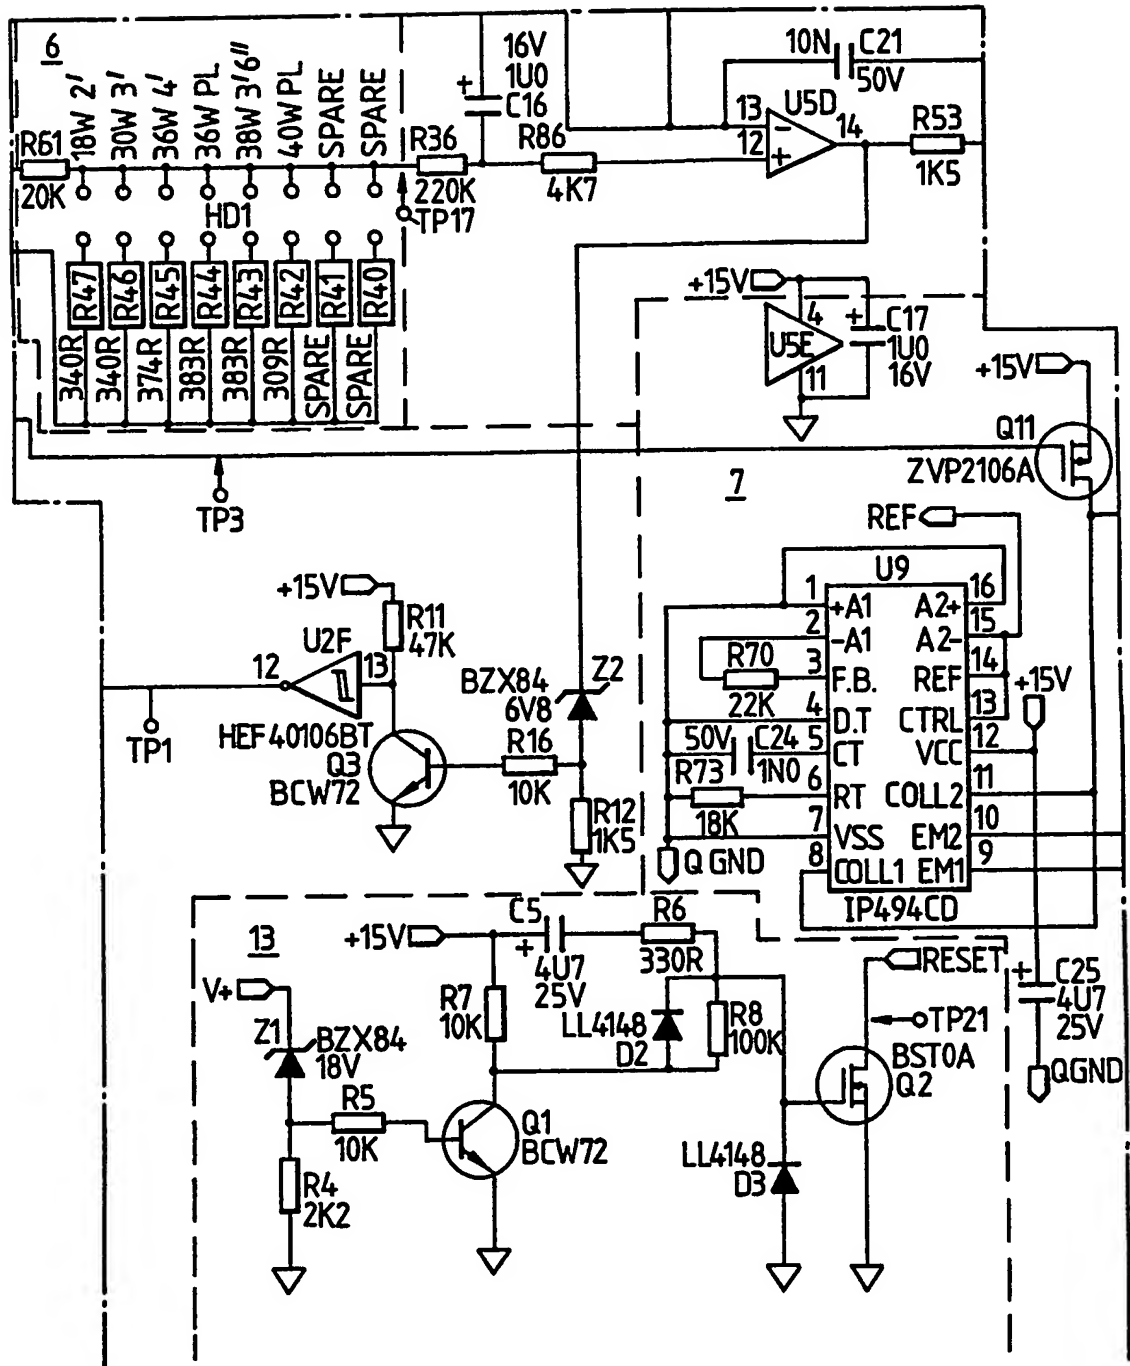 6
18W 2'
30W 3'
36W 4'
36W PL
38W 3'6"
40W PL
SPARE
SPARE
R61
20K
HD1
R47
R46
R45
R44
R43
R42
R41
R40
340R
340R
374R
383R
383R
309R
SPARE
SPARE
16V
1U0
+
C16
R36
220K
TP17
R86
4K7
10N
C21
50V
U5D
13
12
14
-
+
R53
1K5
+15V
4
U5E
11
+
C17
1U0
16V
+15V
Q11
ZVP2106A
TP3
7
REF
U9
1
+A1
A2+
16
2
-A1
A2-
15
3
F.B.
REF
14
4
D.T
CTRL
13
5
CT
VCC
12
6
RT
COLL2
11
7
VSS
EM2
10
8
COLL1
EM1
9
IP494CD
R70
22K
50V
C24
1N0
R73
18K
Q GND
+15V
+15V
R11
47K
U2F
12
13
HEF40106BT
TP1
Q3
BCW72
BZX84
6V8
Z2
R16
10K
R12
1K5
13
+15V
C5
+
4U7
25V
R6
330R
V+
Z1
BZX84
18V
R7
10K
LL4148
D2
R8
100K
R5
10K
Q1
BCW72
R4
2K2
LL4148
D3
RESET
TP21
BST0A
Q2
+
C25
4U7
25V
QGND